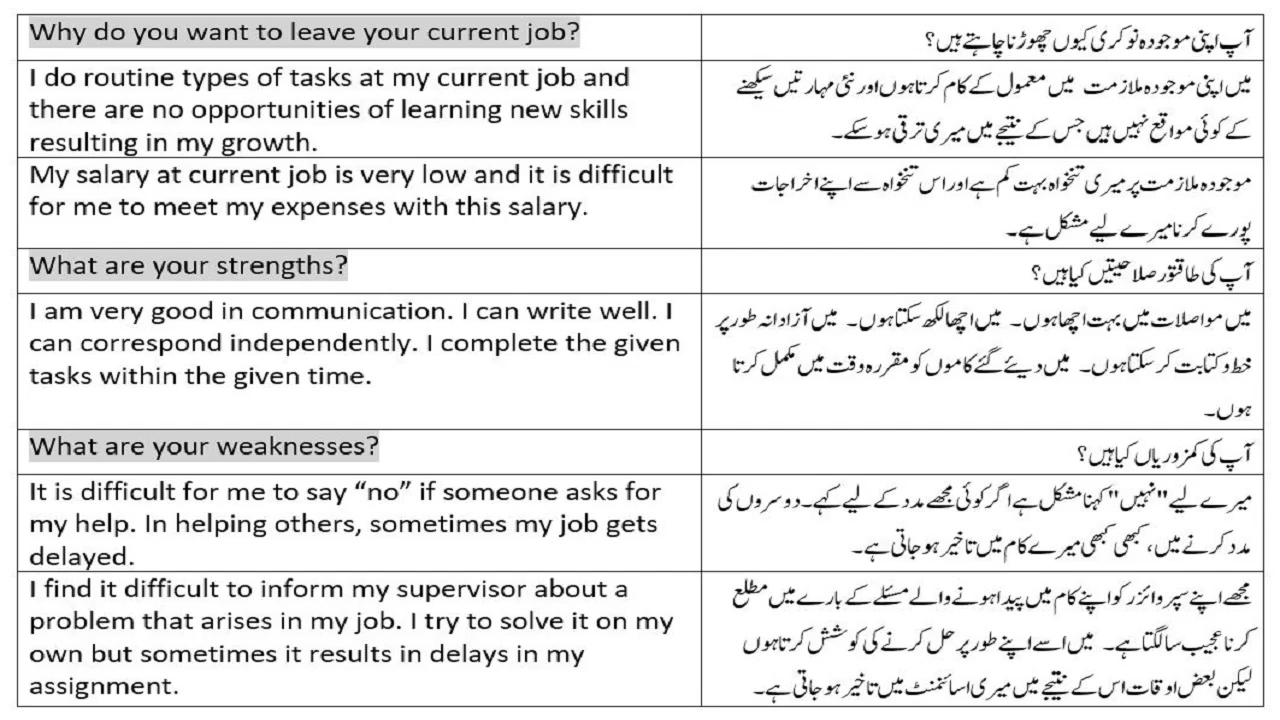 Why do you want to leave your current job?
آپ اپنی موجودہ نوکری کیوں چھوڑنا چاہتے ہیں؟
I do routine types of tasks at my current job and
there are no opportunities of learning new skills
resulting in my growth.
میں اپنی موجودہ ملازمت میں معمول کے کام کرتا ہوں اور نئی مہارتیں سیکھنے
کے کوئی مواقع نہیں ہیں جس کے نتیجے میں میری ترقی ہو سکے۔
My salary at current job is very low and it is difficult
for me to meet my expenses with this salary.
موجودہ ملازمت پر میری تنخواہ بہت کم ہے اور اس تنخواہ سے اپنے اخراجات
پورے کرنا میرے لیے مشکل ہے۔
What are your strengths?
آپ کی طاقتور صلاحیتیں کیا ہیں؟
I am very good in communication. I can write well. I
can correspond independently. I complete the given
tasks within the given time.
میں مواصلات میں بہت اچھا ہوں۔ میں اچھا لکھ سکتا ہوں۔ میں آزادانہ طور پر
خط و کتابت کر سکتا ہوں۔ میں دیئے گئے کاموں کو مقررہ وقت میں مکمل کرتا
ہوں۔
What are your weaknesses?
آپ کی کمزوریاں کیا ہیں؟
It is difficult for me to say “no” if someone asks for
my help. In helping others, sometimes my job gets
delayed.
میرے لیے "نہیں" کہنا مشکل ہے اگر کوئی مجھے مدد کے لیے کہے۔ دوسروں کی
مدد کرنے میں، کبھی کبھی میرے کام میں تاخیر ہو جاتی ہے۔
I find it difficult to inform my supervisor about a
problem that arises in my job. I try to solve it on my
own but sometimes it results in delays in my
assignment.
مجھے اپنے سپروائزر کو اپنے کام میں پیدا ہونے والے مسئلے کے بارے میں مطلع
کرنا عجیب سا لگتا ہے۔ میں اسے اپنے طور پر حل کرنے کی کوشش کرتا ہوں
لیکن بعض اوقات اس کے نتیجے میں میری اسائنمنٹ میں تاخیر ہو جاتی ہے۔